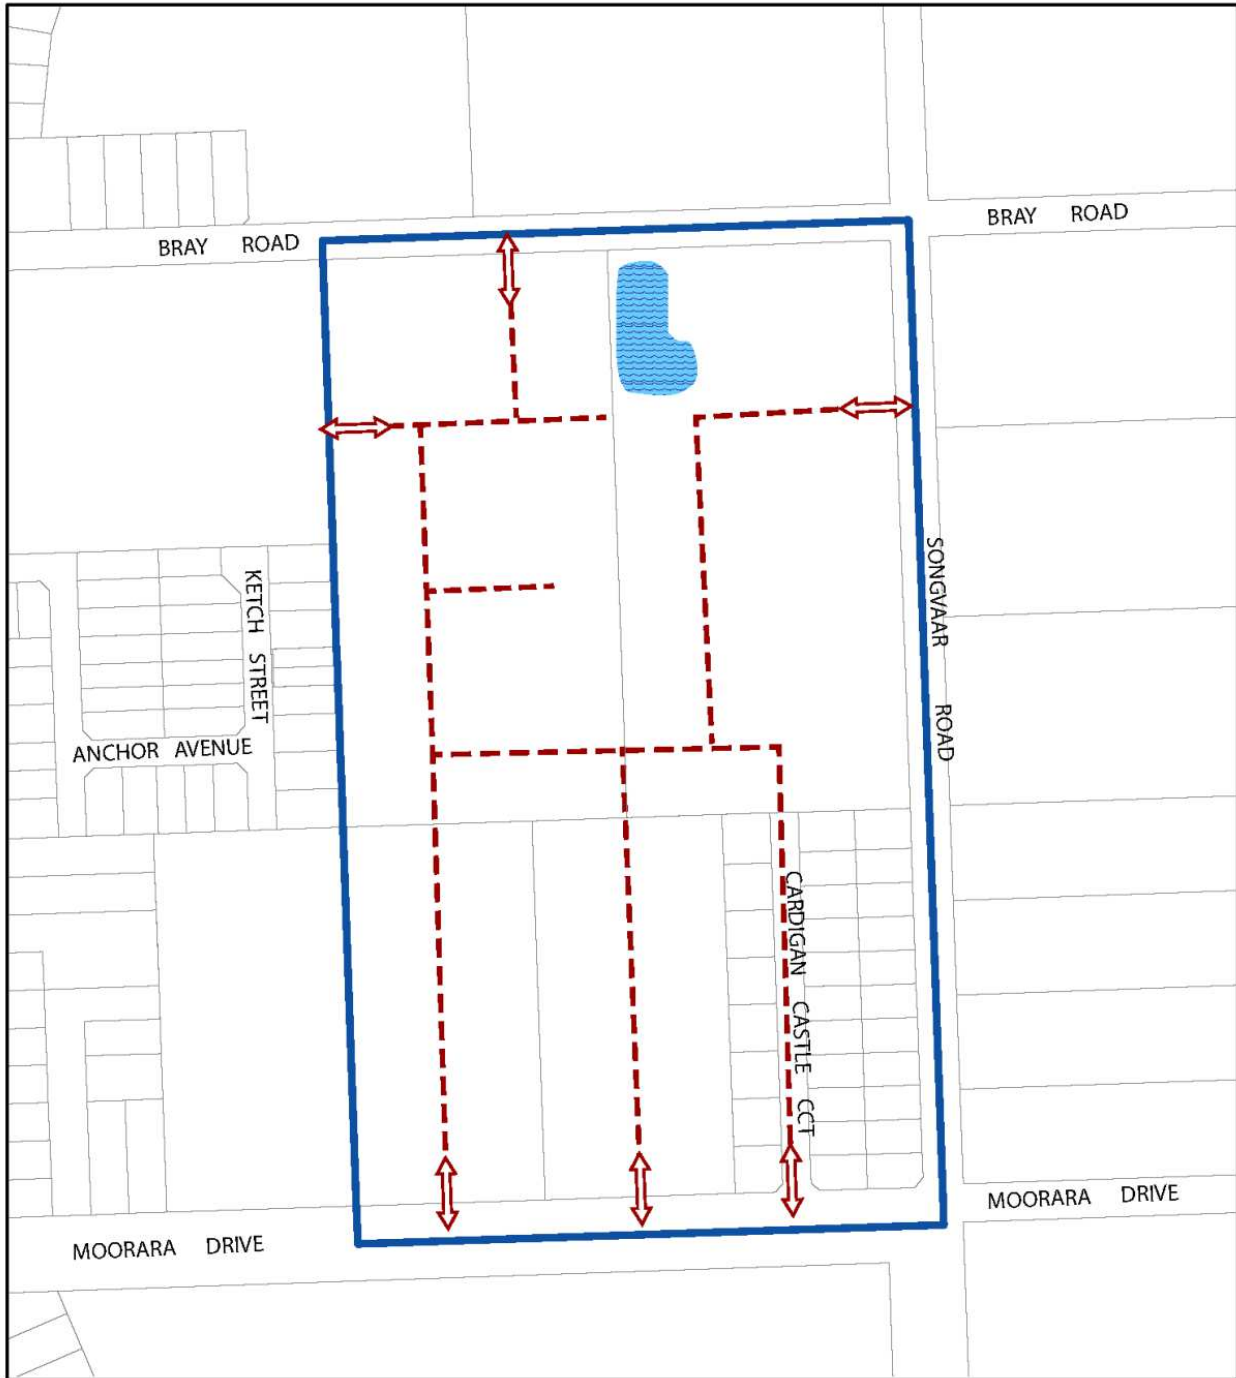 BRAY ROAD
BRAY ROAD
KETCH STREET
SONGVAAR ROAD
ANCHOR AVENUE
CARDIGAN CASTLE CCT
MOORARA DRIVE
MOORARA DRIVE